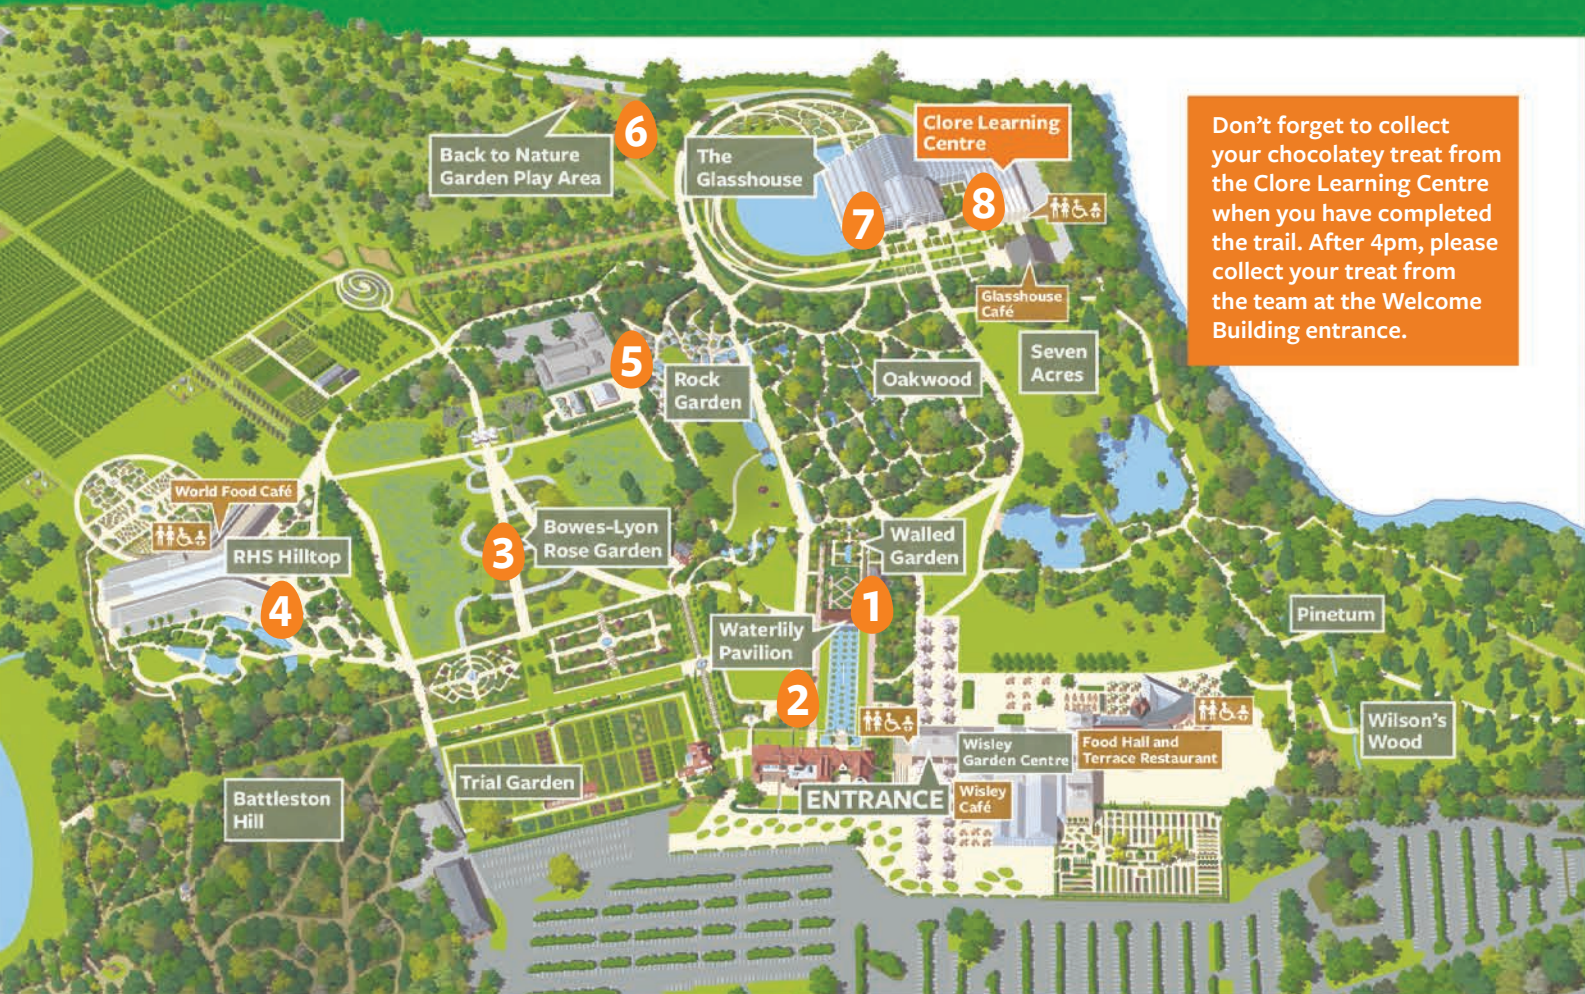 Don't forget to collect
your chocolatey treat from
the Clore Learning Centre
when you have completed
the trail. After 4pm, please
collect your treat from
the team at the Welcome
Building entrance.
6
Back to Nature
Garden Play Area
The
Glasshouse
Clore Learning
Centre
7
8
Glasshouse
Café
5
Rock
Garden
Oakwood
Seven
Acres
World Food Café
RHS Hilltop
4
3
Bowes-Lyon
Rose Garden
Walled
Garden
1
Waterlily
Pavilion
2
Pinetum
Wilson's
Wood
Wisley
Garden Centre
Food Hall and
Terrace Restaurant
Trial Garden
Battleston
Hill
ENTRANCE
Wisley
Café